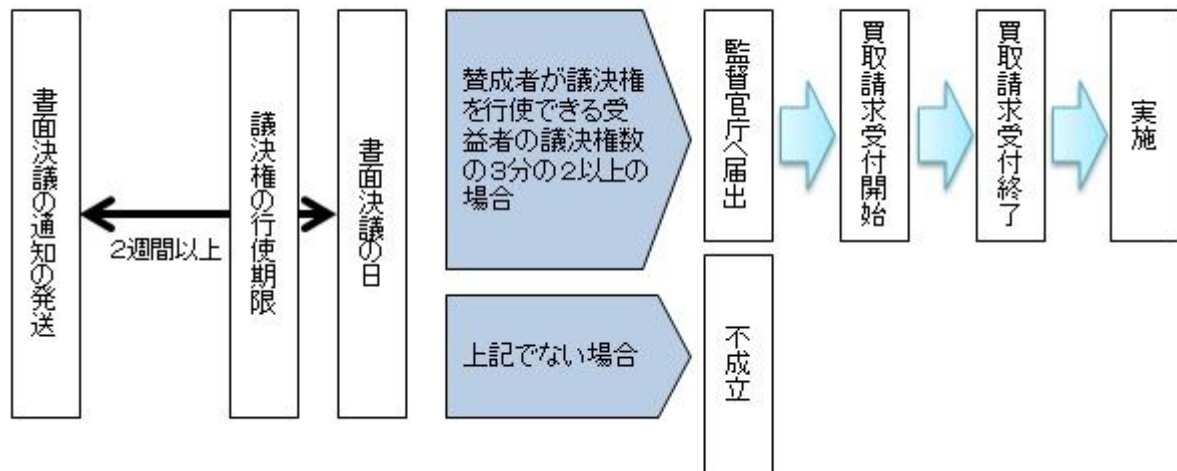 書面決議の通知の発送
2週間以上
議決権の行使期限
書面決議の日
賛成者が議決権
を行使できる受
益者の議決権数
の3分の2以上の
場合
監督官庁へ届出
買取請求受付開始
買取請求受付終了
実施
上記でない場合
不成立